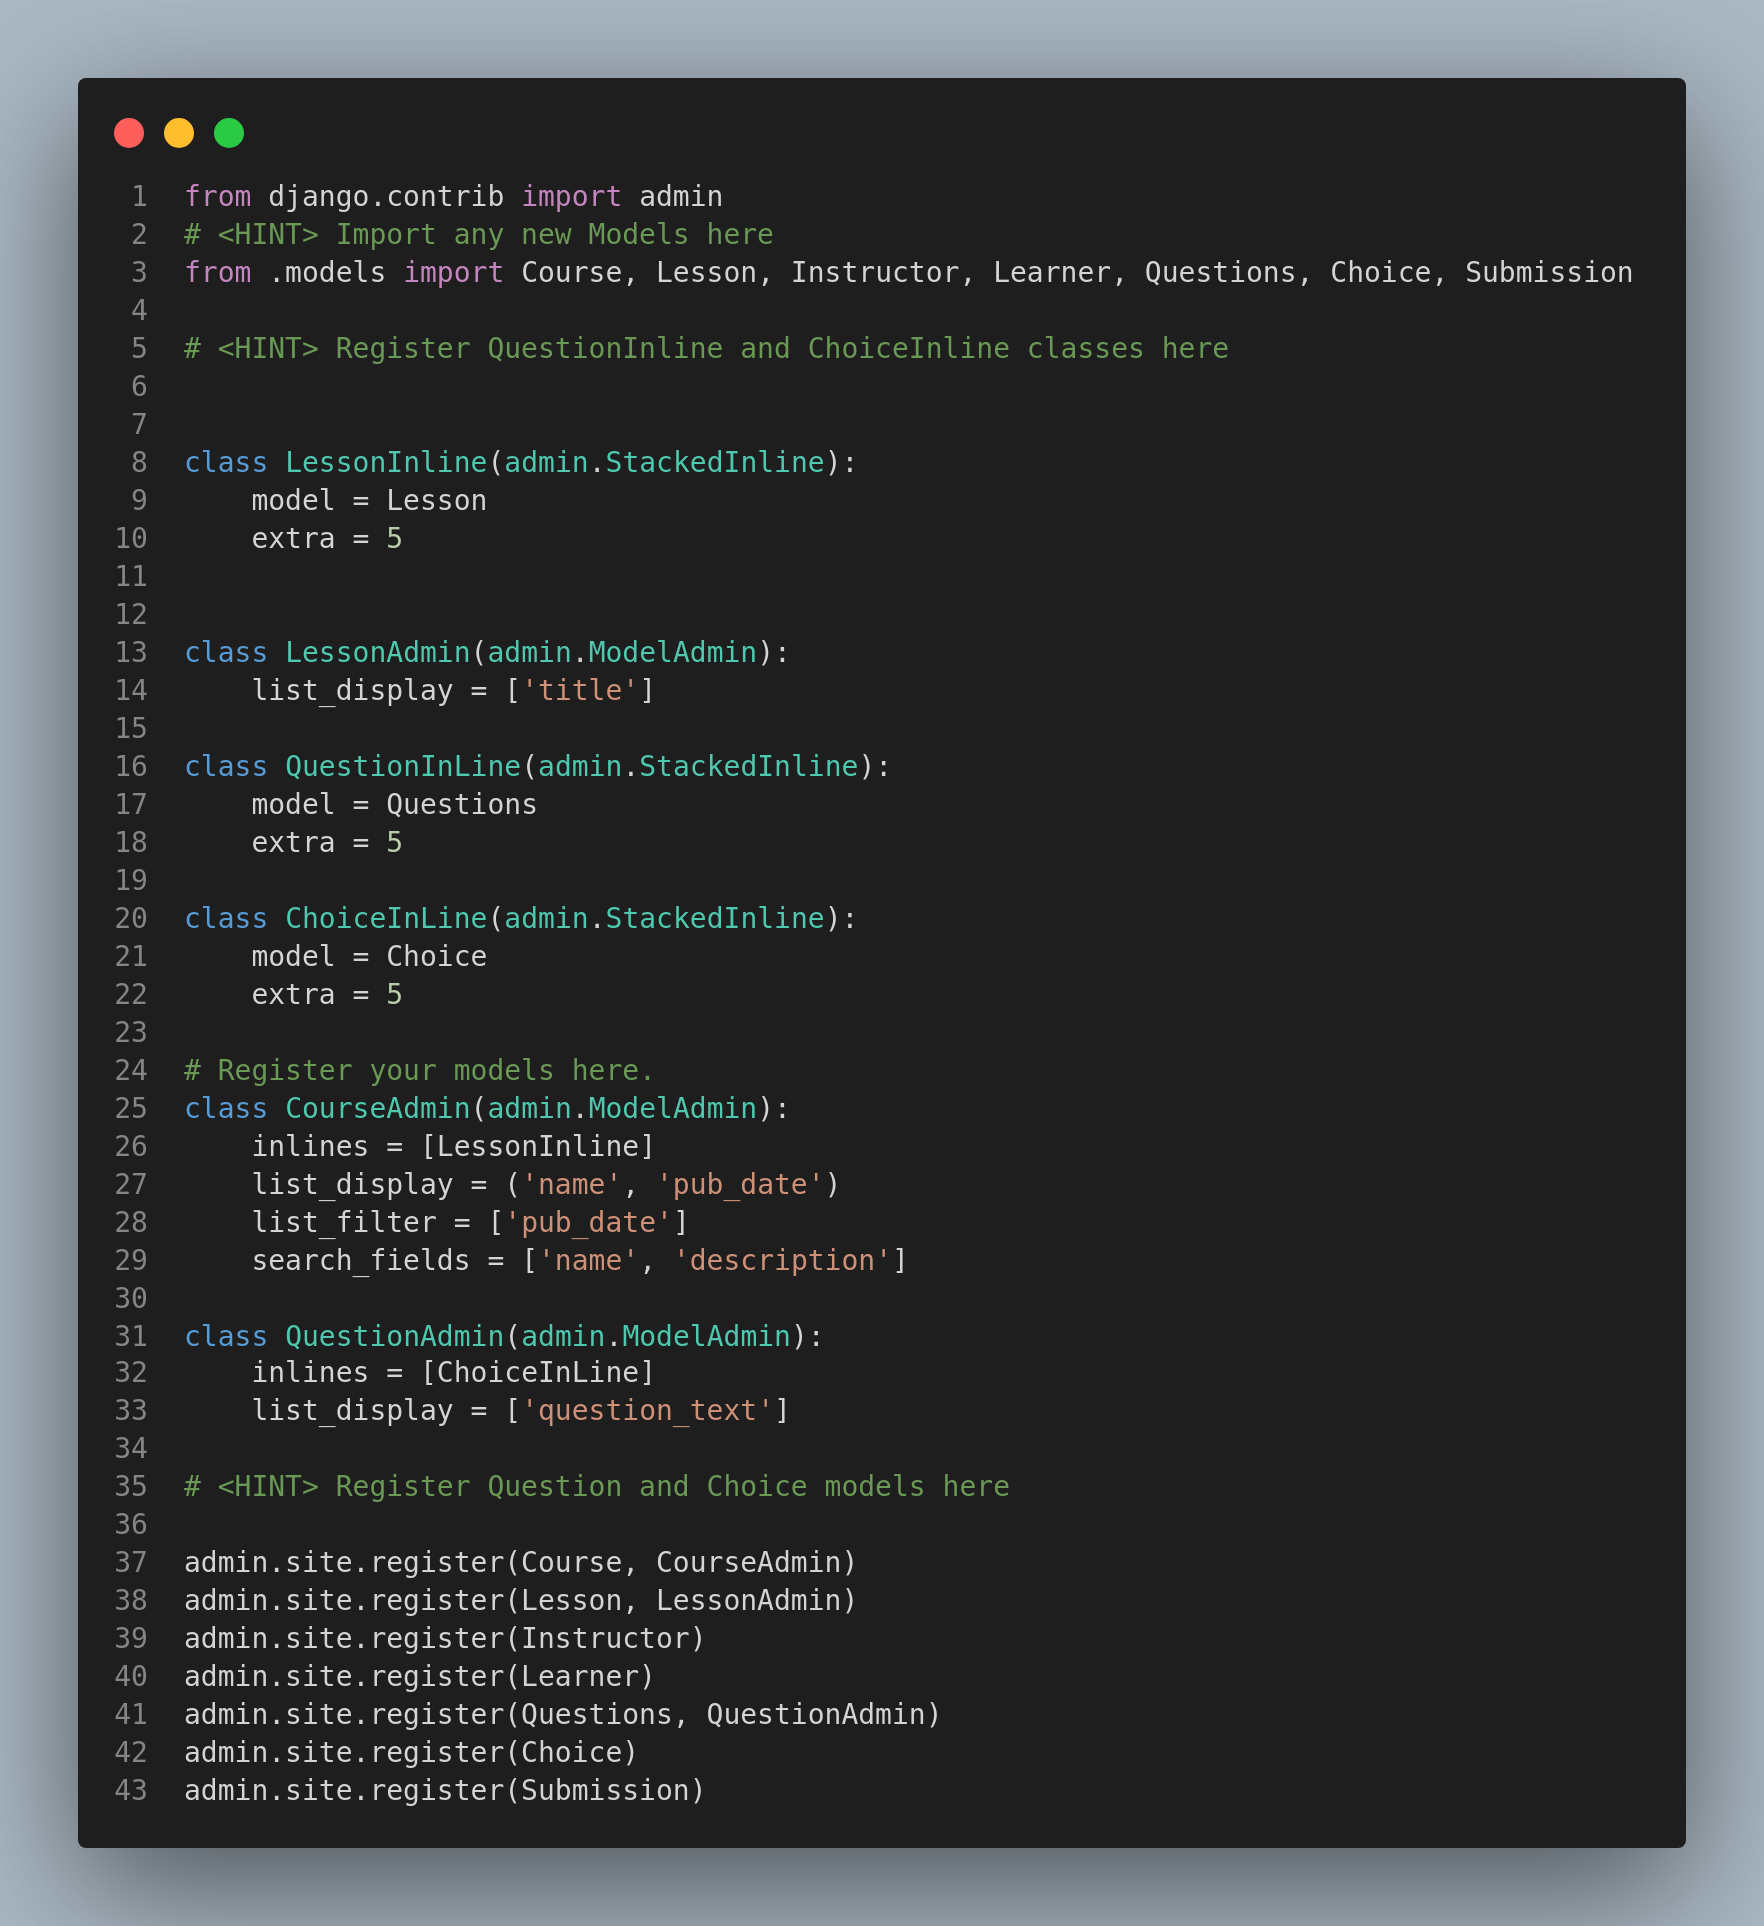 1 from django.contrib import admin
2 # <HINT> Import any new Models here
3 from .models import Course, Lesson, Instructor, Learner, Questions, Choice, Submission
4
5 # <HINT> Register QuestionInline and ChoiceInline classes here
6
7
8 class LessonInline(admin.StackedInline):
9     model = Lesson
10     extra = 5
11
12
13 class LessonAdmin(admin.ModelAdmin):
14     list_display = ['title']
15
16 class QuestionInLine(admin.StackedInline):
17     model = Questions
18     extra = 5
19
20 class ChoiceInLine(admin.StackedInline):
21     model = Choice
22     extra = 5
23
24 # Register your models here.
25 class CourseAdmin(admin.ModelAdmin):
26     inlines = [LessonInline]
27     list_display = ('name', 'pub_date')
28     list_filter = ['pub_date']
29     search_fields = ['name', 'description']
30
31 class QuestionAdmin(admin.ModelAdmin):
32     inlines = [ChoiceInLine]
33     list_display = ['question_text']
34
35 # <HINT> Register Question and Choice models here
36
37 admin.site.register(Course, CourseAdmin)
38 admin.site.register(Lesson, LessonAdmin)
39 admin.site.register(Instructor)
40 admin.site.register(Learner)
41 admin.site.register(Questions, QuestionAdmin)
42 admin.site.register(Choice)
43 admin.site.register(Submission)